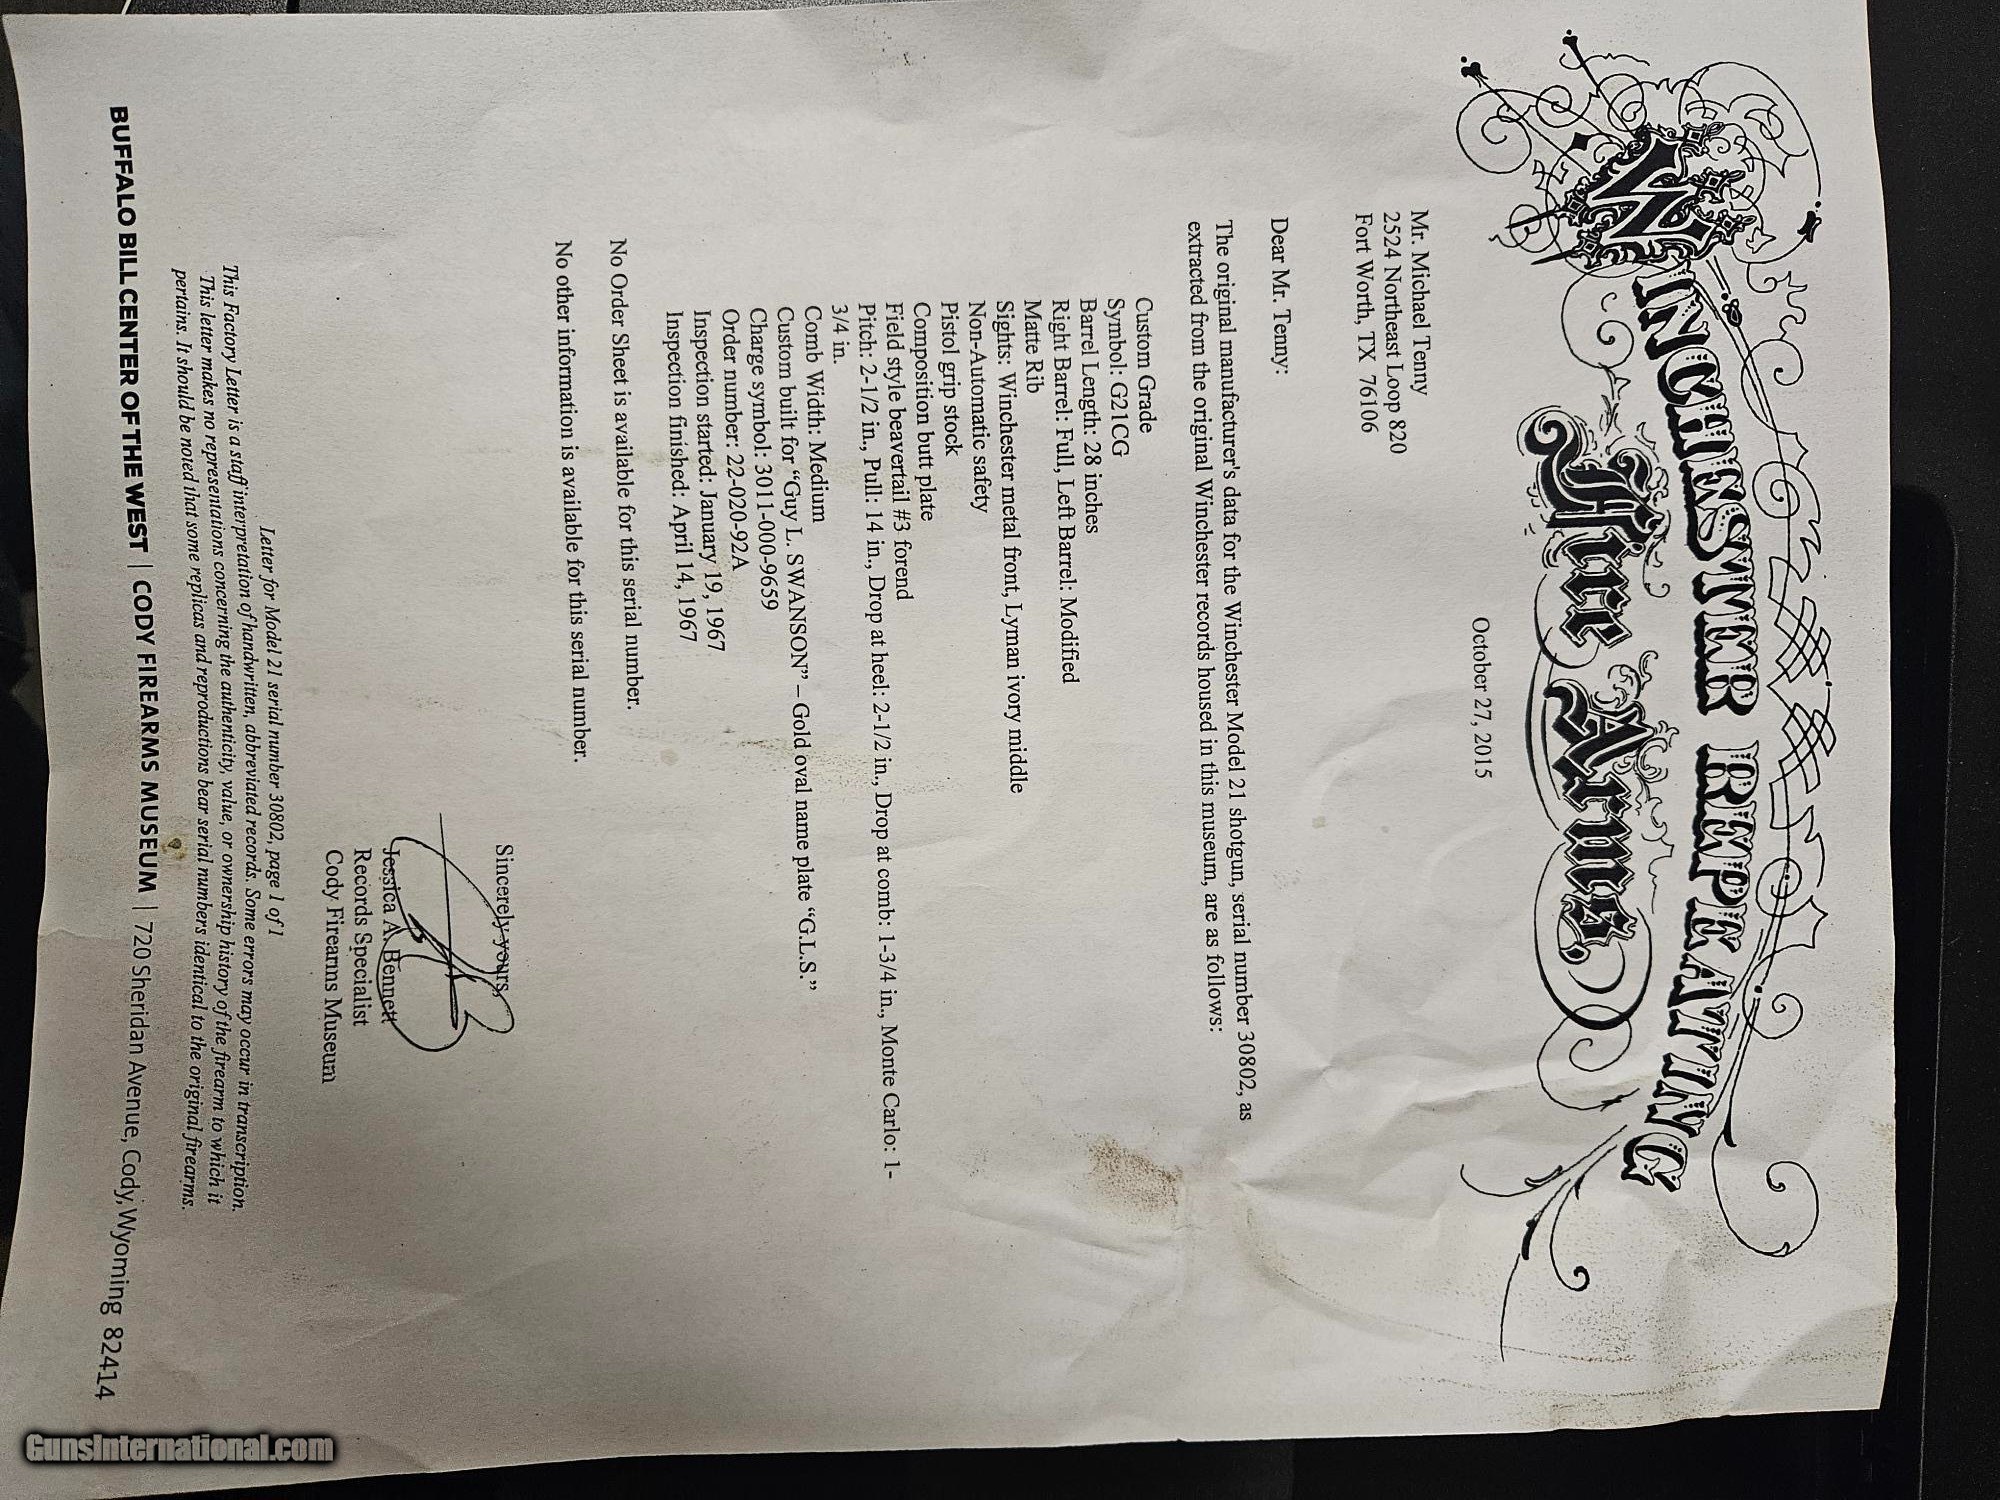 WINCHESTER REPEATING
Fire Arms.
October 27, 2015
Mr. Michael Tenny
2524 Northeast Loop 820
Fort Worth, TX 76106
Dear Mr. Tenny:
The original manufacturer's data for the Winchester Model 21 shotgun, serial number 30802, as
extracted from the original Winchester records housed in this museum, are as follows:
Custom Grade
Symbol: G21CG
Barrel Length: 28 inches
Right Barrel: Full, Left Barrel: Modified
Matte Rib
Sights: Winchester metal front, Lyman ivory middle
Non-Automatic safety
Pistol grip stock
Composition butt plate
Field style beavertail #3 forend
Pitch: 2-1/2 in., Pull: 14 in., Drop at heel: 2-1/2 in., Drop at comb: 1-3/4 in., Monte Carlo: 1-
3/4 in.
Comb Width: Medium
Custom built for “Guy L. SWANSON” – Gold oval name plate “G.L.S.”
Charge symbol: 3011-000-9659
Order number: 22-020-92A
Inspection started: January 19, 1967
Inspection finished: April 14, 1967
No Order Sheet is available for this serial number.
No other information is available for this serial number.
Sincerely yours,
Jessica A. Bennett
Records Specialist
Cody Firearms Museum
Letter for Model 21 serial number 30802, page 1 of 1
This Factory Letter is a staff interpretation of handwritten, abbreviated records. Some errors may occur in transcription.
This letter makes no representations concerning the authenticity, value, or ownership history of the firearm to which it
pertains. It should be noted that some replicas and reproductions bear serial numbers identical to the original firearms.
BUFFALO BILL CENTER OF THE WEST | CODY FIREARMS MUSEUM | 720 Sheridan Avenue, Cody, Wyoming 82414
GunsInternational.com